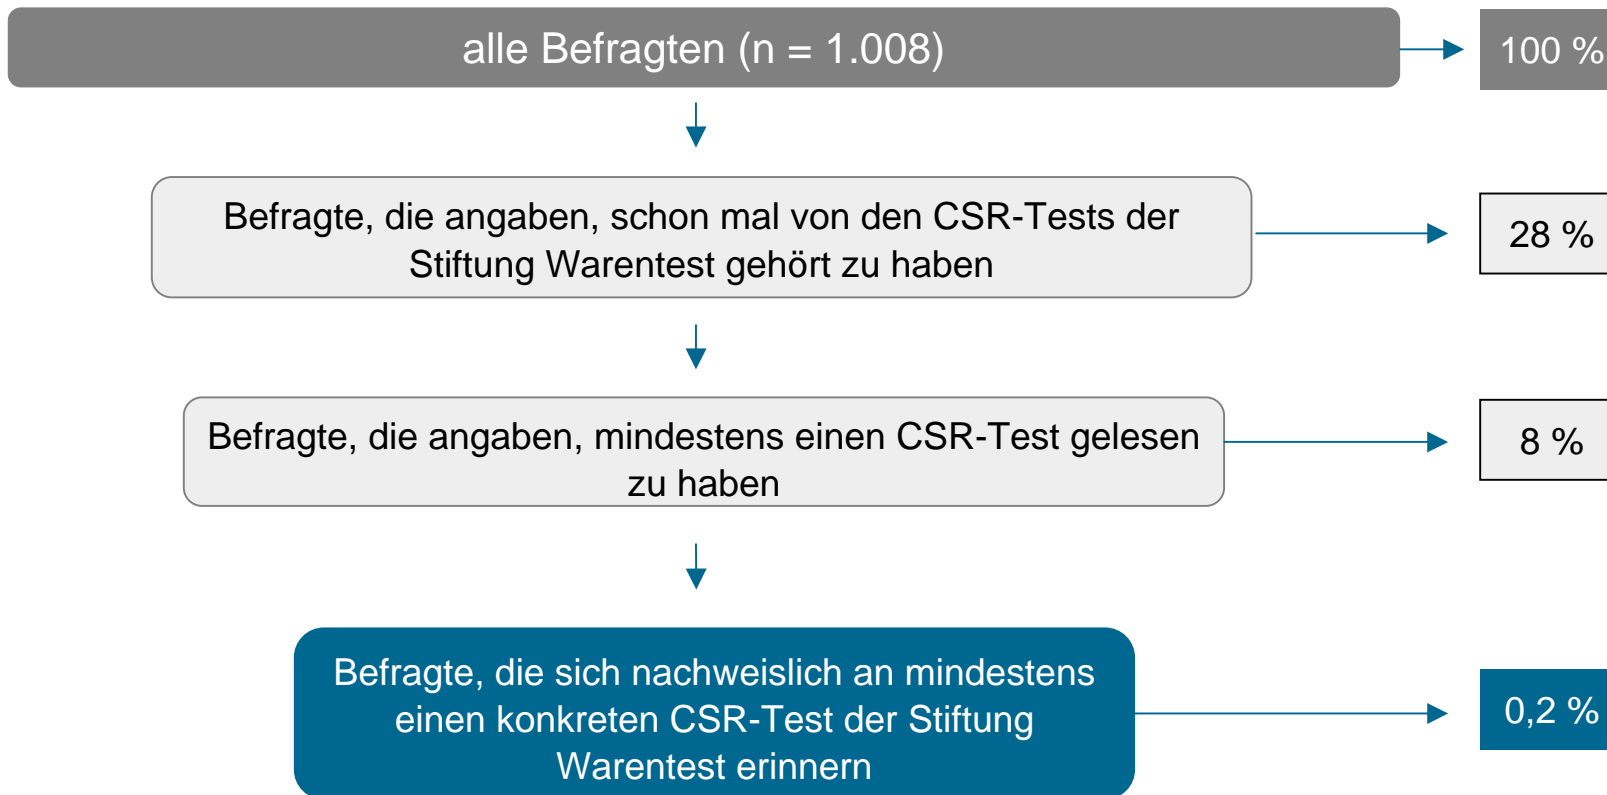 alle Befragten (n = 1.008)
100 %
Befragte, die angaben, schon mal von den CSR-Tests der
Stiftung Warentest gehört zu haben
28 %
Befragte, die angaben, mindestens einen CSR-Test gelesen
zu haben
8 %
Befragte, die sich nachweislich an mindestens
einen konkreten CSR-Test der Stiftung
Warentest erinnern
0,2 %